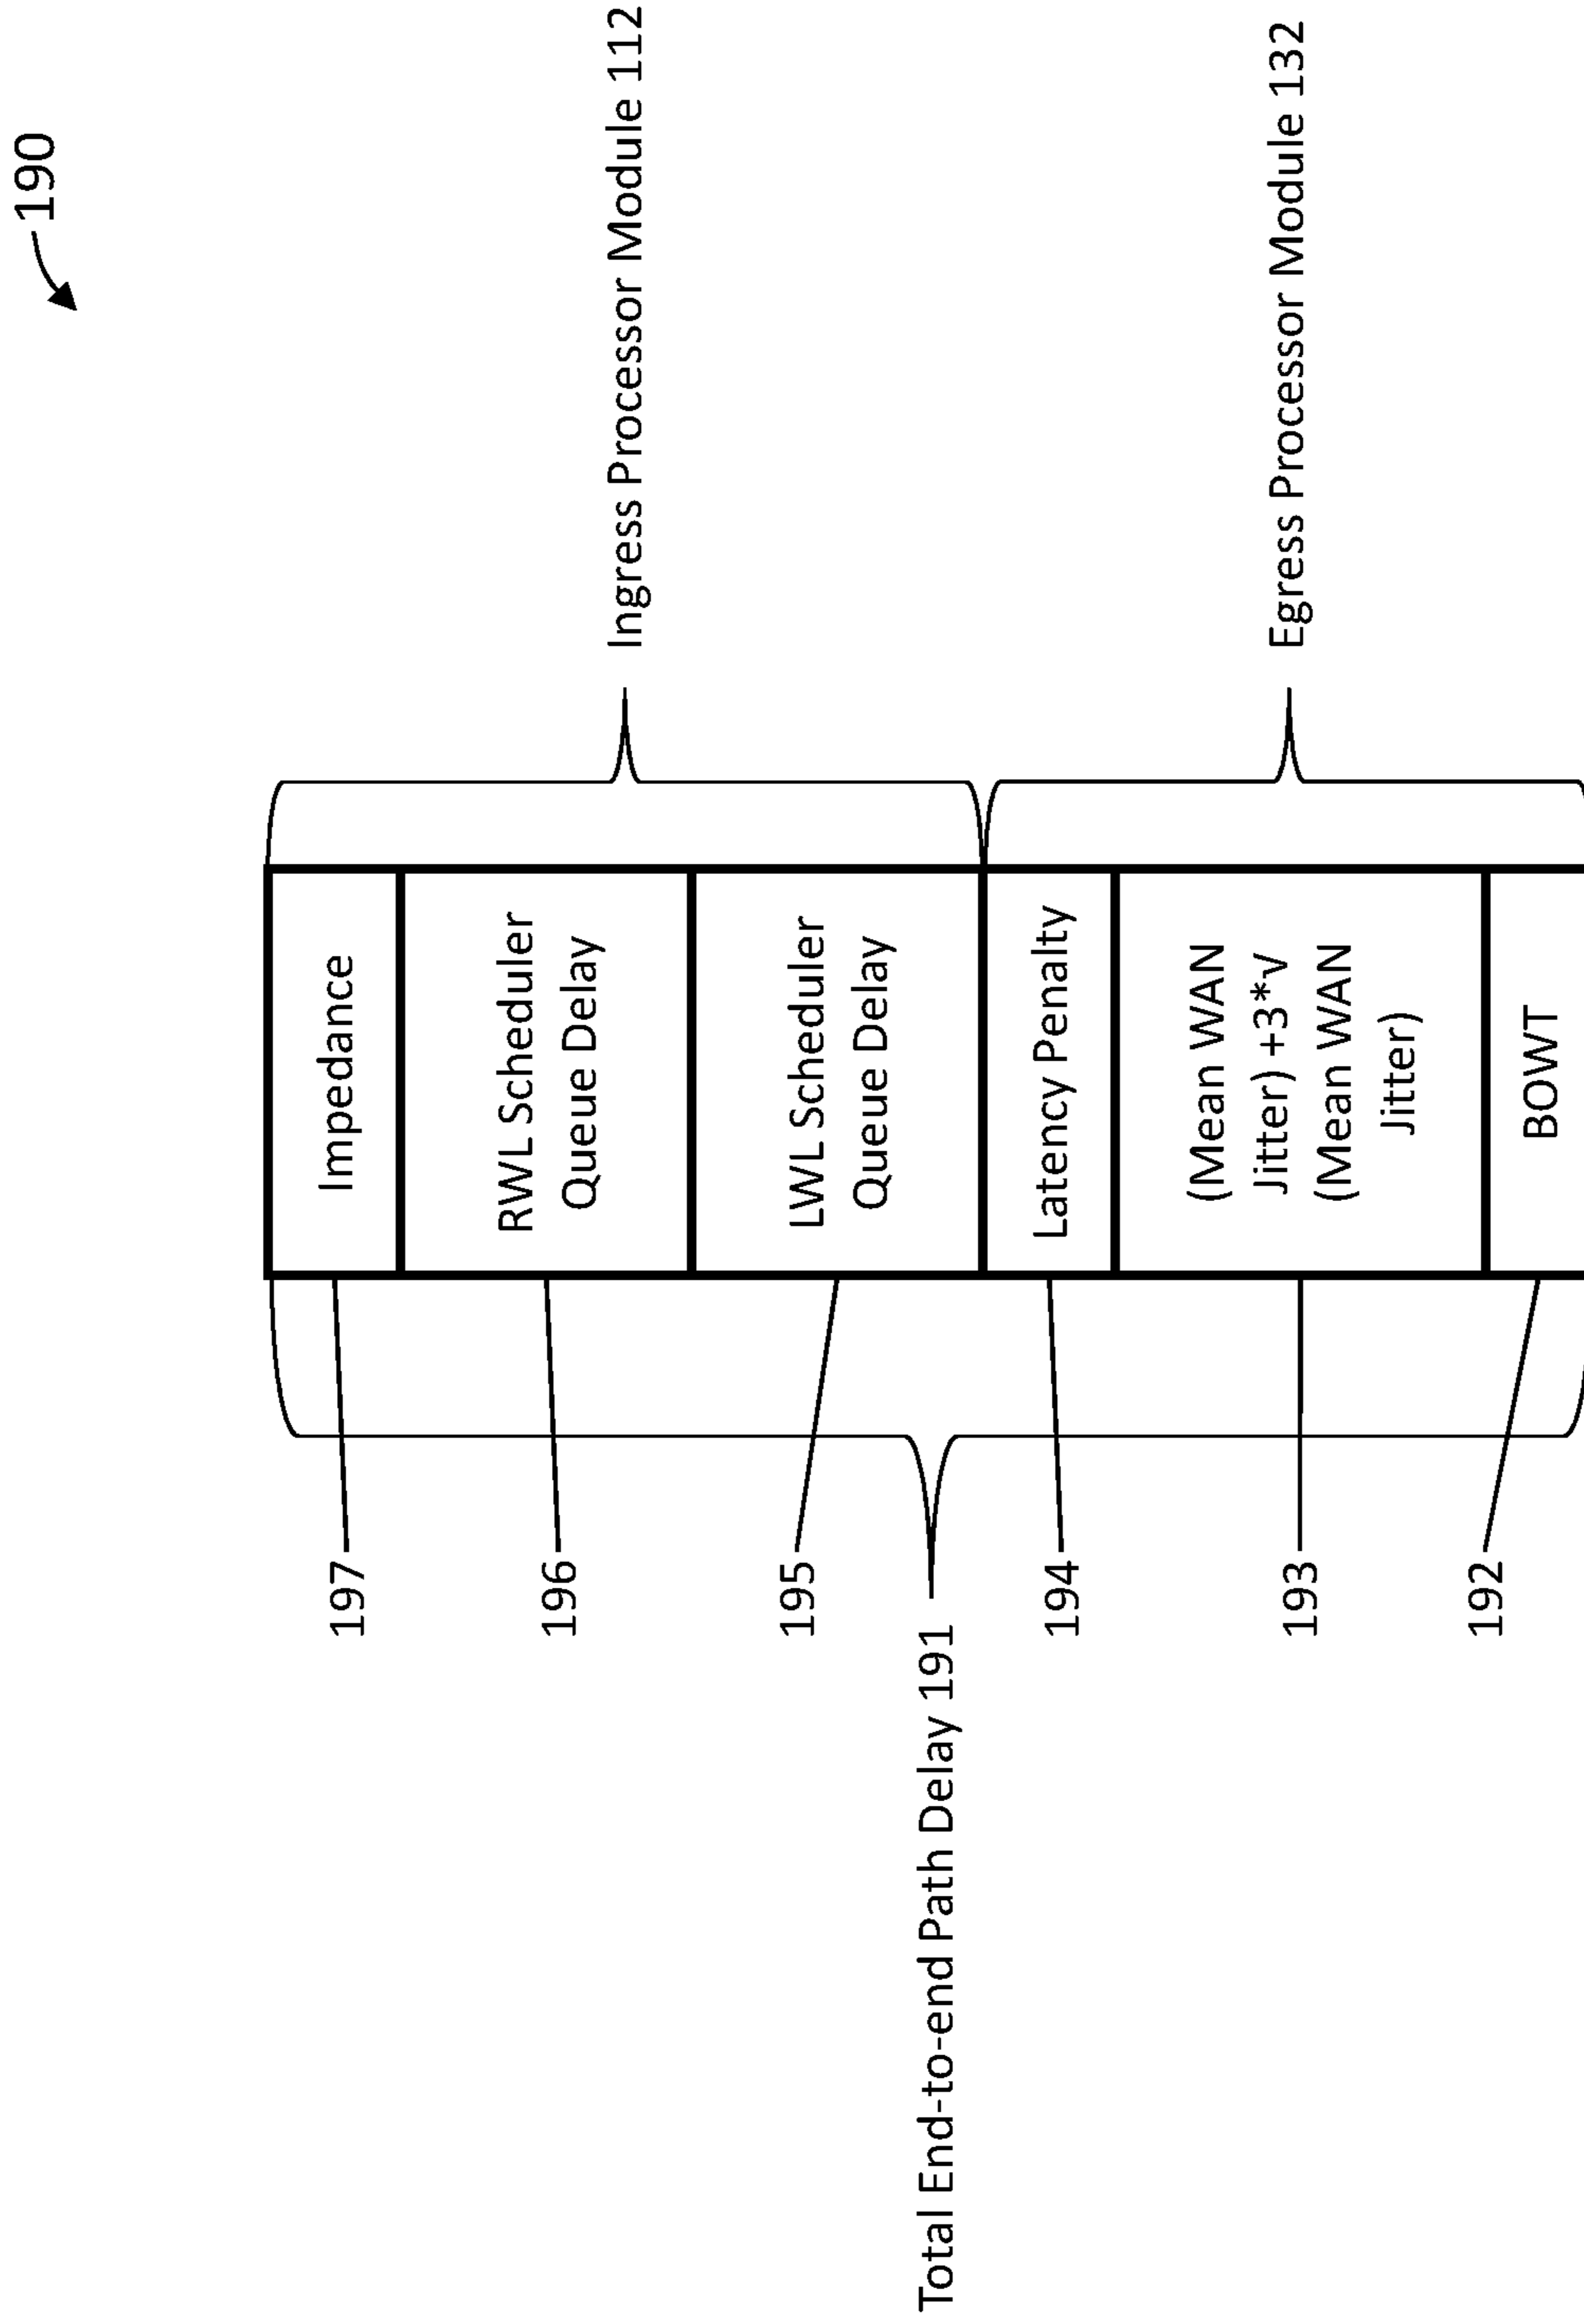 190
Total End-to-end Path Delay 191
197
196
195
194
193
192
Impedance
RWL Scheduler
Queue Delay
LWL Scheduler
Queue Delay
Latency Penalty
(Mean WAN
Jitter) +3*√
(Mean WAN
Jitter)
BOWT
Ingress Processor Module 112
Egress Processor Module 132